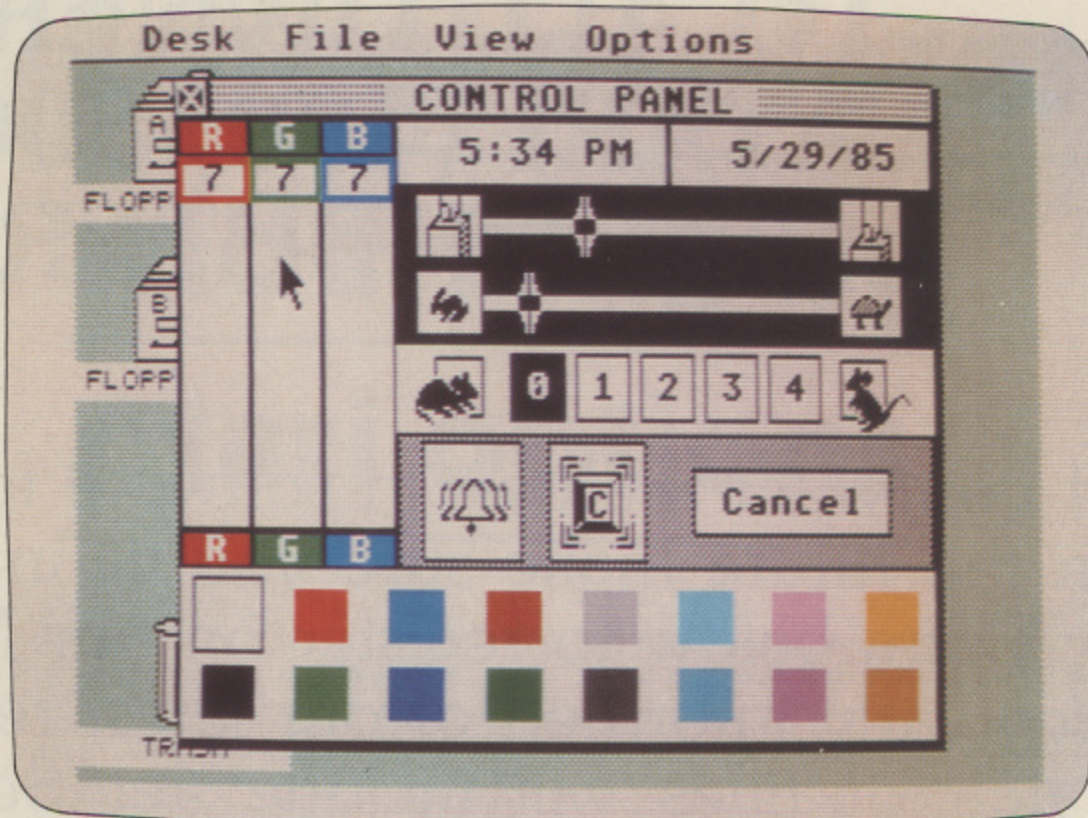 Desk File View Options
CONTROL PANEL
R G B
5:34 PM 5/29/85
7 7 7
A
FLOPP
B
FLOPP
0 1 2 3 4
C
Cancel
R G B